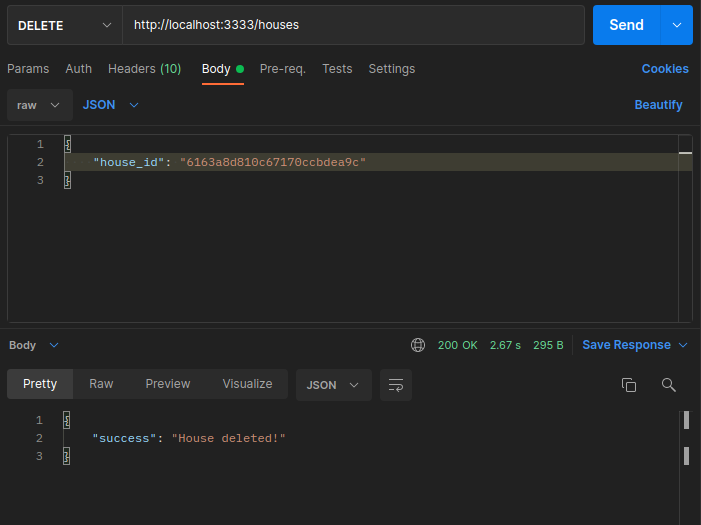 DELETE http://localhost:3333/houses Send
Params Auth Headers (10) Body Pre-req. Tests Settings Cookies
raw JSON Beautify
1 {
2 "house_id": "6163a8d810c67170ccbdea9c"
3 }
Body 200 OK 2.67 s 295 B Save Response
Pretty Raw Preview Visualize JSON
1 {
2 "success": "House deleted!"
3 }